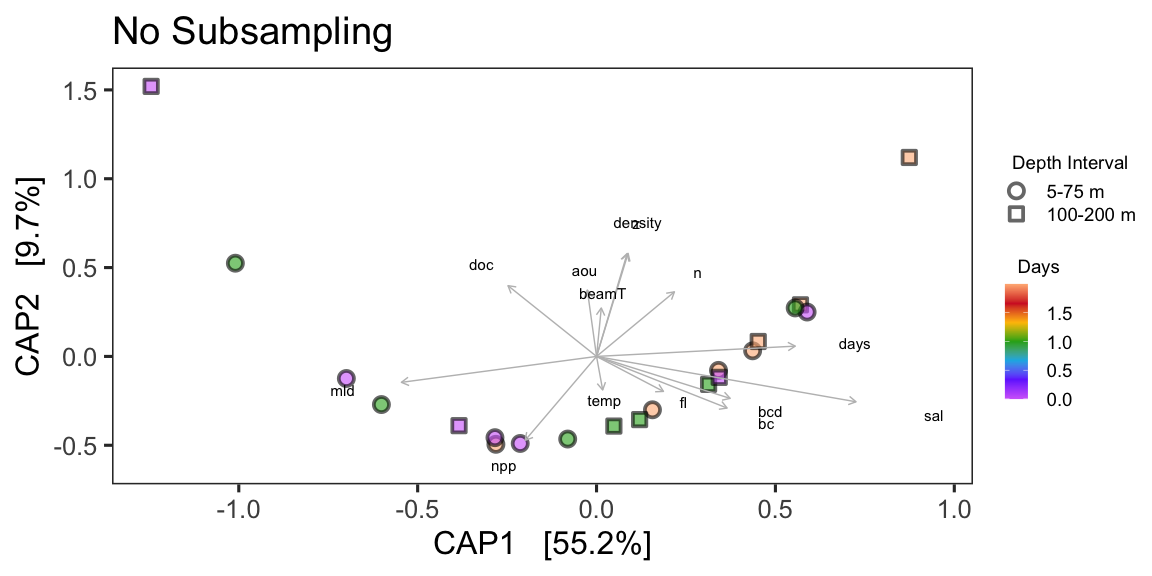 No Subsampling
CAP2 [9.7%]
1.5
1.0
0.5
0.0
-0.5
density
z
doc
aou
n
beamT
days
mld
temp
fl
bcd
bc
sal
npp
-1.0 -0.5 0.0 0.5 1.0
CAP1 [55.2%]
Depth Interval
5-75 m
100-200 m
Days
1.5
1.0
0.5
0.0